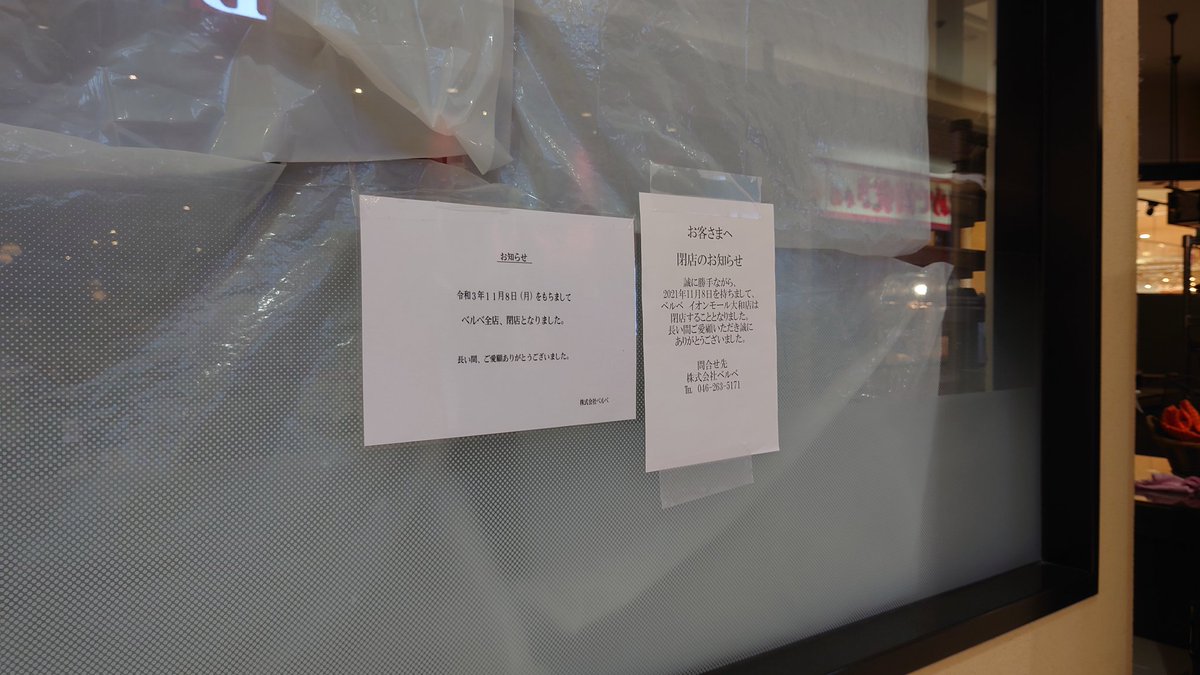 お知らせ
令和3年11月8日(月)をもちまして
ベルベ全店、閉店となりました。
長い間、ご愛顧ありがとうございました。
株式会社ベルベ
お客さまへ
閉店のお知らせ
誠に勝手ながら、
2021年11月8日を持ちまして、
ベルベ イオンモール大和店は
閉店することとなりました。
長い間ご愛顧いただき誠に
ありがとうございました。
問合せ先
株式会社ベルベ
℡ 046-263-5171